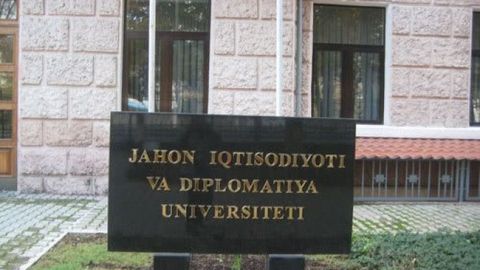 JAHON IQTISODIYOTI
VA DIPLOMATIYA
UNIVERSITETI